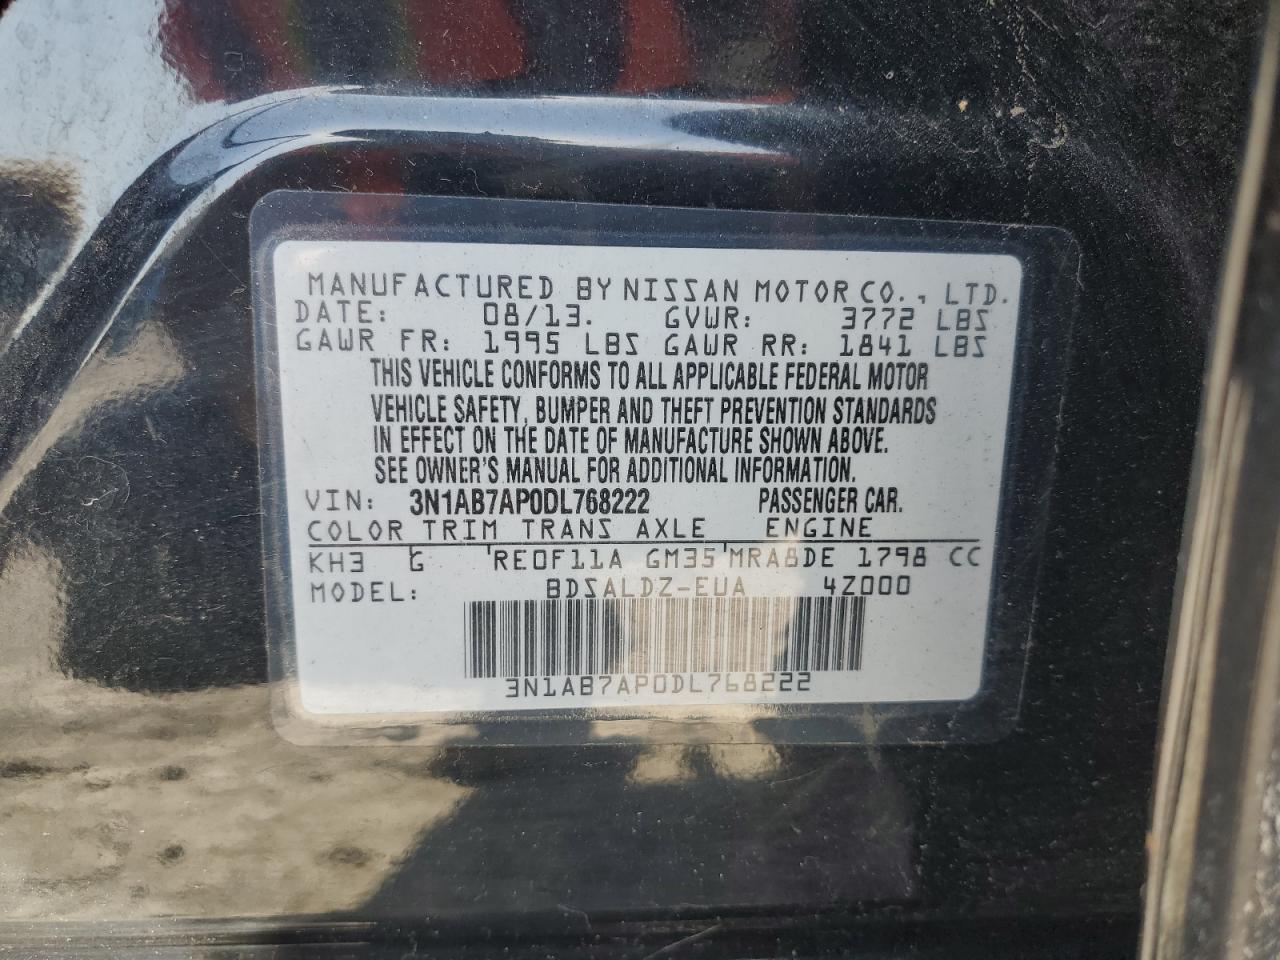 MANUFACTURED BY NISSAN MOTOR CO., LTD.
DATE: 08/13. GVWR: 3772 LBS
GAWR FR: 1995 LBS GAWR RR: 1841 LBS
THIS VEHICLE CONFORMS TO ALL APPLICABLE FEDERAL MOTOR
VEHICLE SAFETY, BUMPER AND THEFT PREVENTION STANDARDS
IN EFFECT ON THE DATE OF MANUFACTURE SHOWN ABOVE.
SEE OWNER'S MANUAL FOR ADDITIONAL INFORMATION.
VIN: 3N1AB7AP0DL768222 PASSENGER CAR.
COLOR TRIM TRANS AXLE ENGINE
KH3 G RE0F11A GM35 MRA8DE 1798 CC
MODEL: BDSALDZ-EUA 4Z000
3N1AB7AP0DL768222